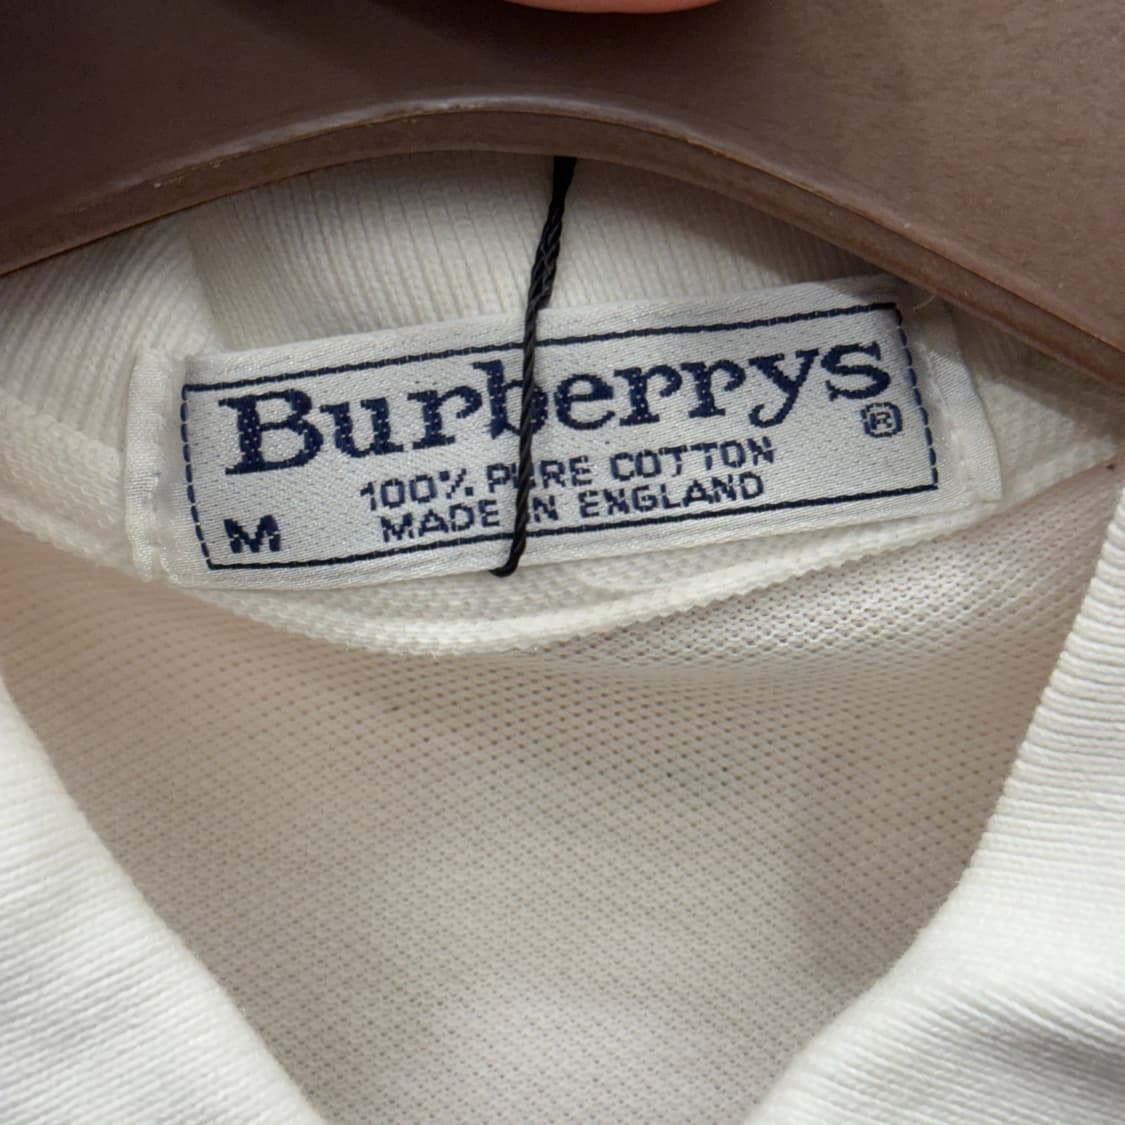 Burberrys®
100% PURE COTTON
M MADE IN ENGLAND